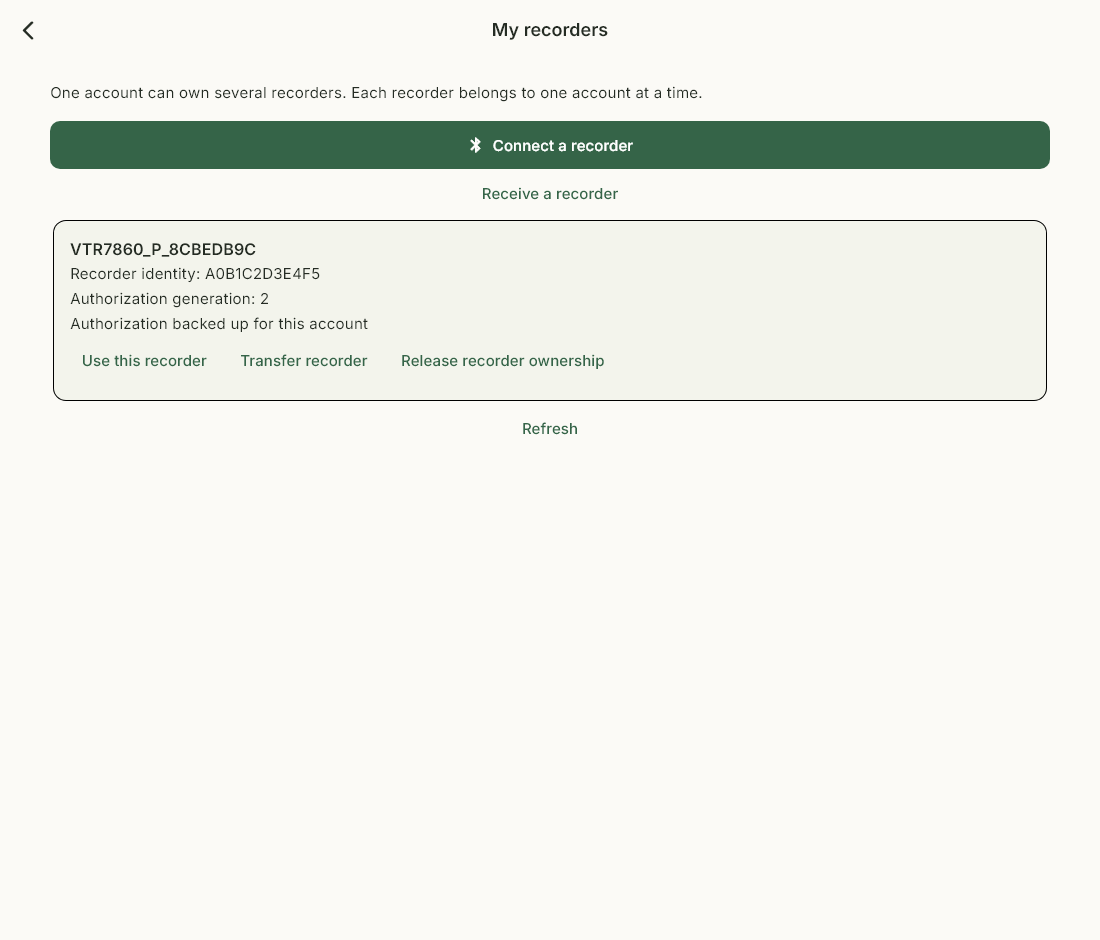 My recorders
One account can own several recorders. Each recorder belongs to one account at a time.
Connect a recorder
Receive a recorder
VTR7860_P_8CBEDB9C
Recorder identity: A0B1C2D3E4F5
Authorization generation: 2
Authorization backed up for this account
Use this recorder Transfer recorder Release recorder ownership
Refresh